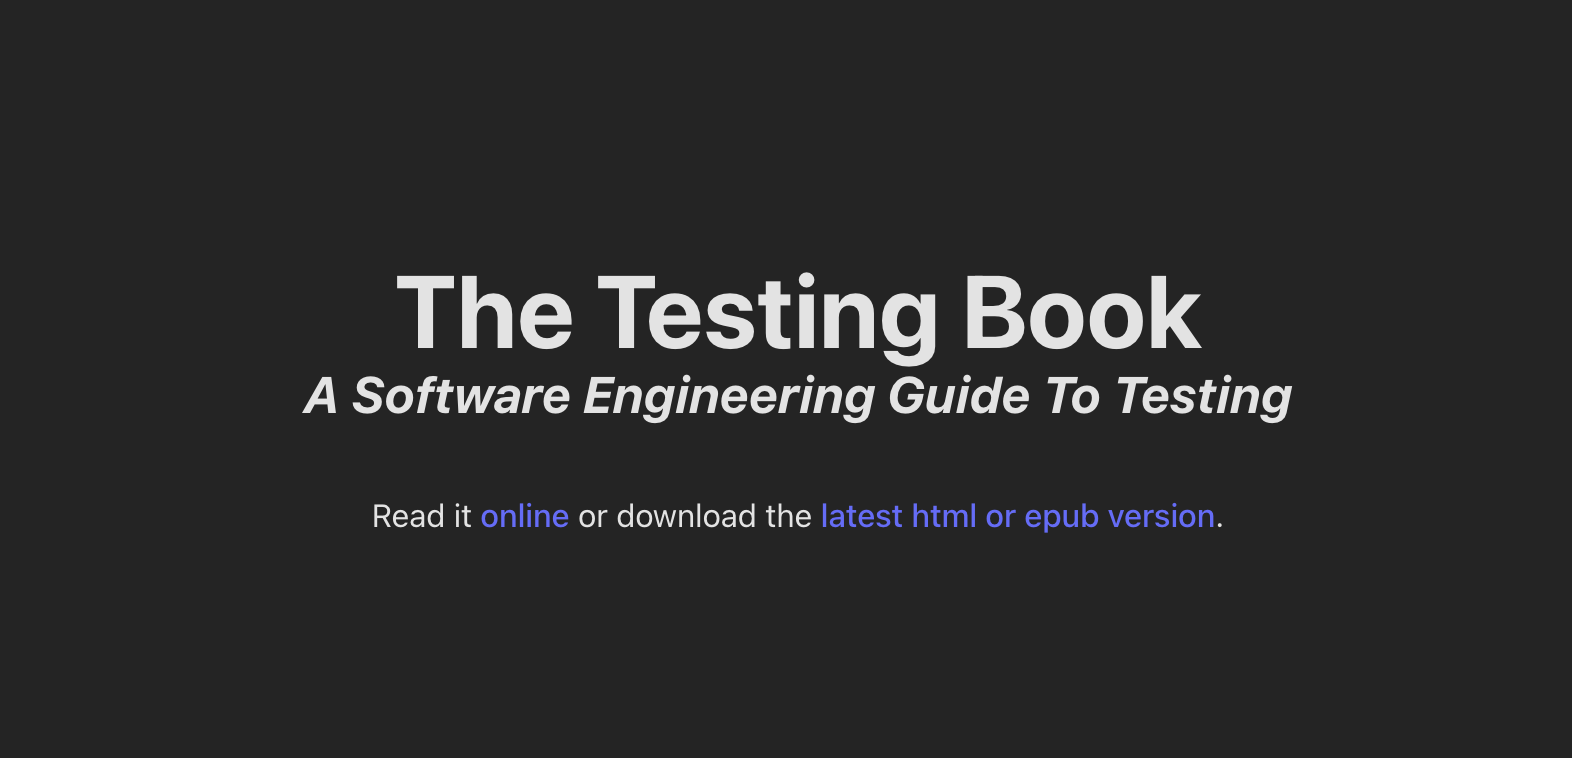 The Testing Book
A Software Engineering Guide To Testing
Read it online or download the latest html or epub version.